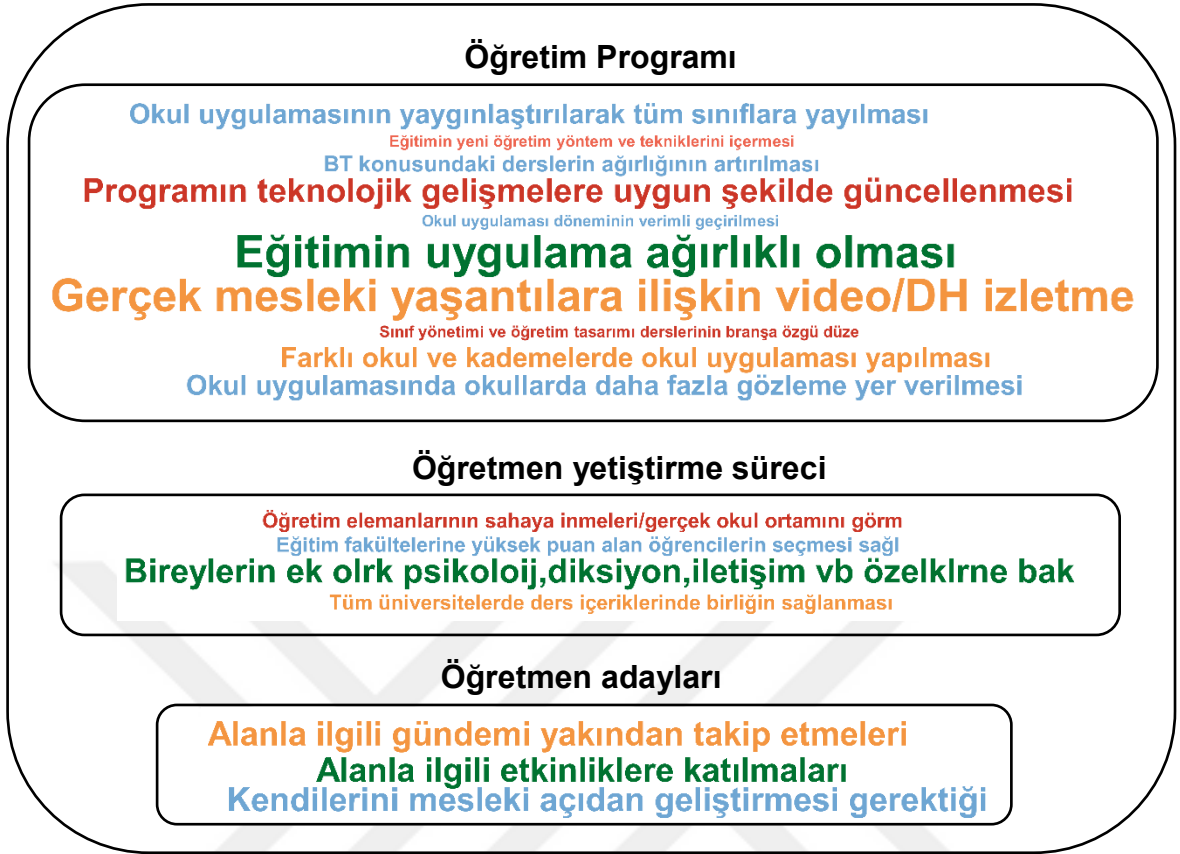 Öğretim Programı
Okul uygulamasının yaygınlaştırılarak tüm sınıflara yayılması
Eğitimin yeni öğretim yöntem ve tekniklerini içermesi
BT konusundaki derslerin ağırlığının artırılması
Programın teknolojik gelişmelere uygun şekilde güncellenmesi
Okul uygulaması döneminin verimli geçirilmesi
Eğitimin uygulama ağırlıklı olması
Gerçek mesleki yaşantılara ilişkin video/DH izletme
Sınıf yönetimi ve öğretim tasarımı derslerinin branşa özgü düze
Farklı okul ve kademelerde okul uygulaması yapılması
Okul uygulamasında okullarda daha fazla gözleme yer verilmesi
Öğretmen yetiştirme süreci
Öğretim elemanlarının sahaya inmeleri/gerçek okul ortamını görm
Eğitim fakültelerine yüksek puan alan öğrencilerin seçmesi sağl
Bireylerin ek olrk psikoloij,diksiyon,iletişim vb özelklrne bak
Tüm üniversitelerde ders içeriklerinde birliğin sağlanması
Öğretmen adayları
Alanla ilgili gündemi yakından takip etmeleri
Alanla ilgili etkinliklere katılmaları
Kendilerini mesleki açıdan geliştirmesi gerektiği